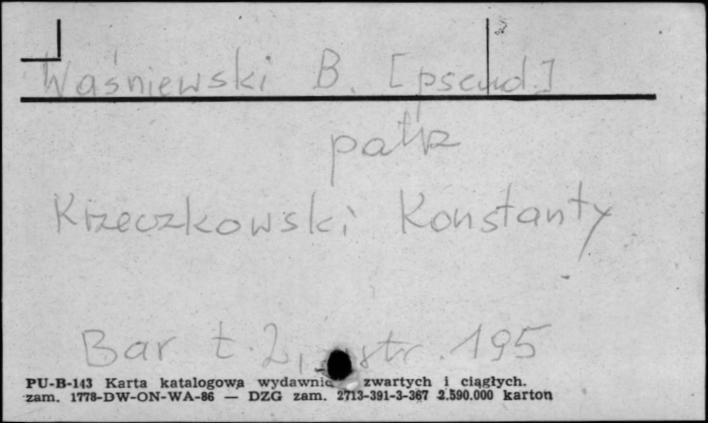 Waśniewski B. [pseud.]
patrz
Krzeczkowski Konstanty
Bar t. 2, str. 195
PU-B-143 Karta katalogowa wydawnic zwartych i ciągłych.
zam. 1778-DW-ON-WA-86 — DZG zam. 2713-391-3-367 2.590.000 karton